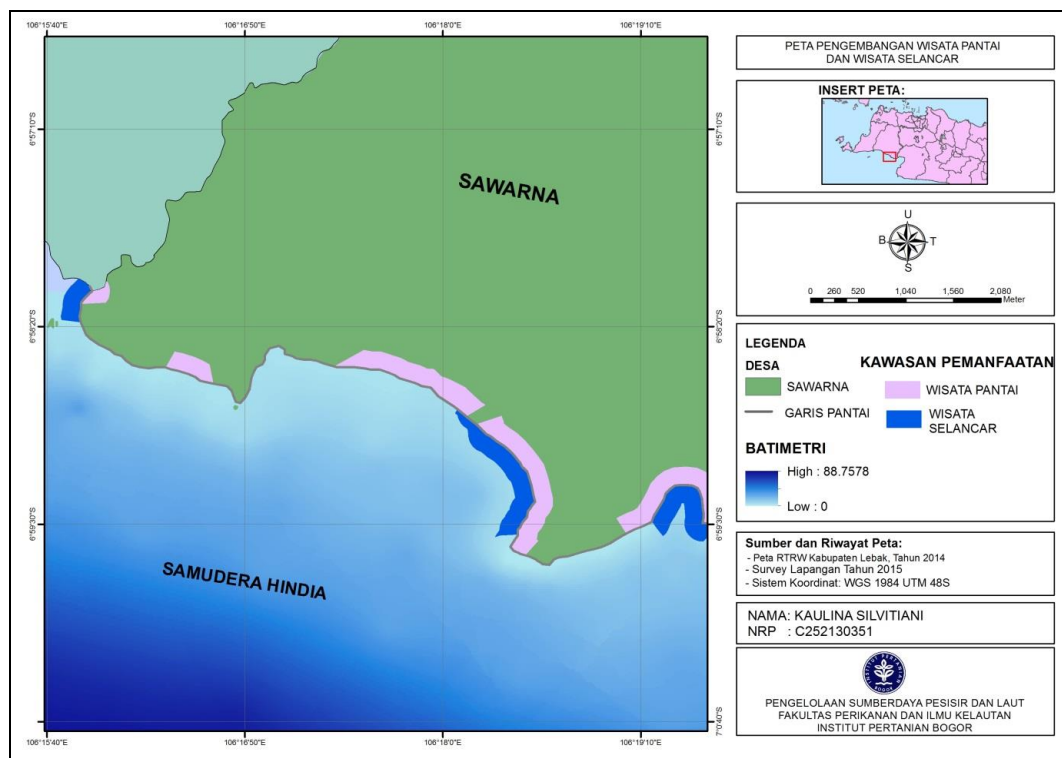 106°15'40"E 106°16'50"E 106°18'0"E 106°19'10"E
6°57'10"S 6°57'10"S
6°58'20"S 6°58'20"S
6°59'30"S 6°59'30"S
7°0'40"S 7°0'40"S
106°15'40"E 106°16'50"E 106°18'0"E 106°19'10"E
SAWARNA
SAMUDERA HINDIA
PETA PENGEMBANGAN WISATA PANTAI
DAN WISATA SELANCAR
INSERT PETA:
U
B T
S
0 260 520 1,040 1,560 2,080
Meter
LEGENDA
DESA
SAWARNA
GARIS PANTAI
KAWASAN PEMANFAATAN
WISATA PANTAI
WISATA
SELANCAR
BATIMETRI
High : 88.7578
Low : 0
Sumber dan Riwayat Peta:
- Peta RTRW Kabupaten Lebak, Tahun 2014
- Survey Lapangan Tahun 2015
- Sistem Koordinat: WGS 1984 UTM 48S
NAMA: KAULINA SILVITIANI
NRP : C252130351
INSTITUT PERTANIAN
BOGOR
PENGELOLAAN SUMBERDAYA PESISIR DAN LAUT
FAKULTAS PERIKANAN DAN ILMU KELAUTAN
INSTITUT PERTANIAN BOGOR